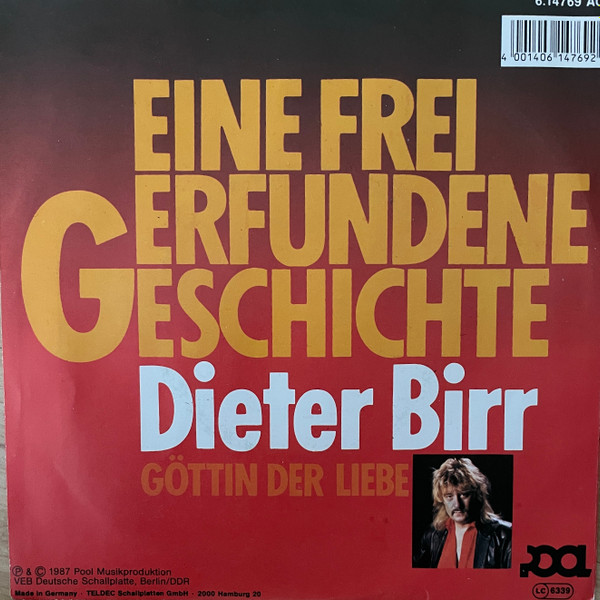 6.14769 AC
4 001406 147692
EINE FREI
ERFUNDENE
GESCHICHTE
Dieter Birr
GÖTTIN DER LIEBE
℗ & © 1987 Pool Musikproduktion
VEB Deutsche Schallplatte, Berlin/DDR
Made in Germany · TELDEC Schallplatten GmbH · 2000 Hamburg 20
pool
LC 6339